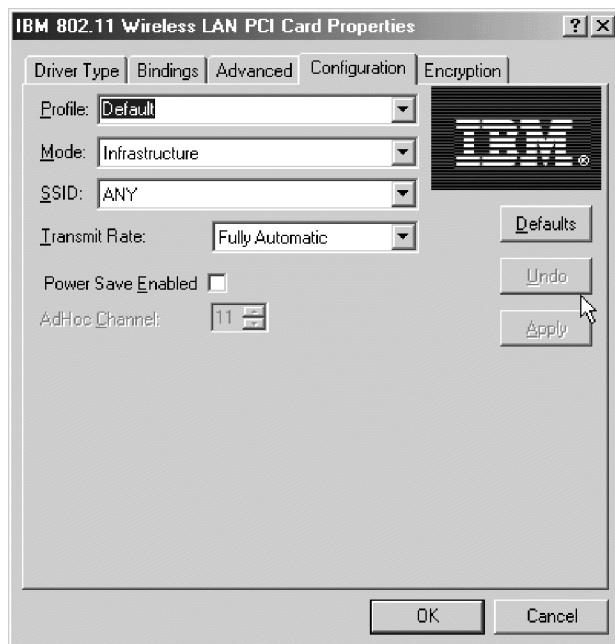 IBM 802.11 Wireless LAN PCI Card Properties
Driver Type Bindings Advanced Configuration Encryption
Profile: Default
IBM®
Mode: Infrastructure
SSID: ANY
Defaults
Transmit Rate: Fully Automatic
Undo
Power Save Enabled
AdHoc Channel: 11
Apply
OK Cancel